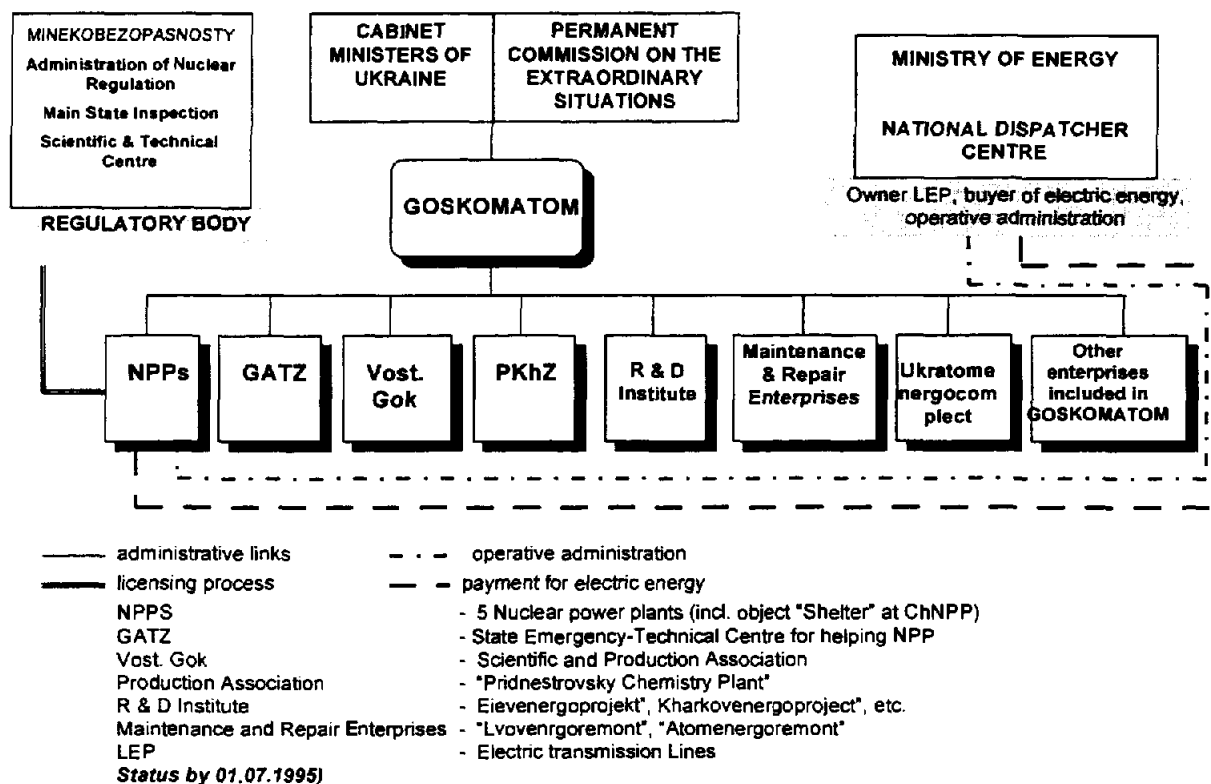 MINEKOBEZOPASNOSTY
Administration of Nuclear
Regulation
Main State Inspection
Scientific & Technical
Centre
REGULATORY BODY
CABINET
MINISTERS OF
UKRAINE
PERMANENT
COMMISSION ON THE
EXTRAORDINARY
SITUATIONS
MINISTRY OF ENERGY
NATIONAL DISPATCHER
CENTRE
Owner LEP, buyer of electric energy,
operative administration
GOSKOMATOM
NPPs
GATZ
Vost.
Gok
PKhZ
R & D
Institute
Maintenance
& Repair
Enterprises
Ukratome
nergocom
plect
Other
enterprises
included in
GOSKOMATOM
administrative links
operative administration
licensing process
payment for electric energy
NPPS - 5 Nuclear power plants (incl. object "Shelter" at ChNPP)
GATZ - State Emergency-Technical Centre for helping NPP
Vost. Gok - Scientific and Production Association
Production Association - "Pridnestrovsky Chemistry Plant"
R & D Institute - Eievenergoprojekt", Kharkovenergoproject", etc.
Maintenance and Repair Enterprises - "Lvovenrgoremont", "Atomenergoremont"
LEP - Electric transmission Lines
Status by 01.07.1995)